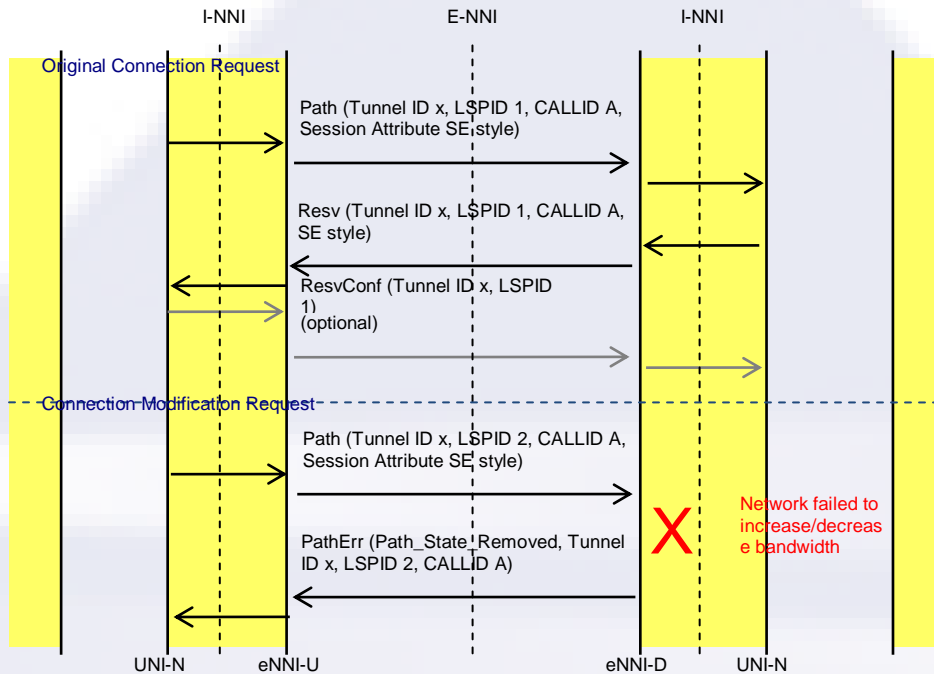 I-NNI
E-NNI
I-NNI
Original Connection Request
Path (Tunnel ID x, LSPID 1, CALLID A,
Session Attribute SE style)
Resv (Tunnel ID x, LSPID 1, CALLID A,
SE style)
ResvConf (Tunnel ID x, LSPID
1)
(optional)
Connection Modification Request
Path (Tunnel ID x, LSPID 2, CALLID A,
Session Attribute SE style)
X
Network failed to
increase/decreas
e bandwidth
PathErr (Path_State_Removed, Tunnel
ID x, LSPID 2, CALLID A)
UNI-N
eNNI-U
eNNI-D
UNI-N